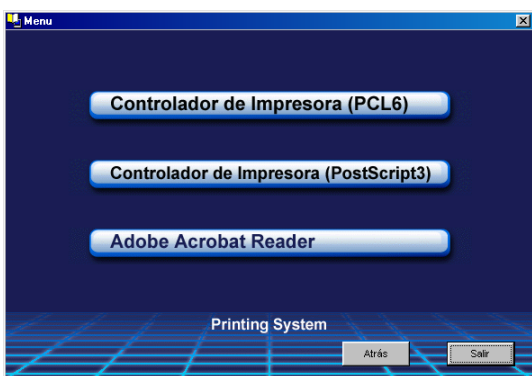 Menu
Controlador de Impresora (PCL6)
Controlador de Impresora (PostScript3)
Adobe Acrobat Reader
Printing System
Atrás
Salir